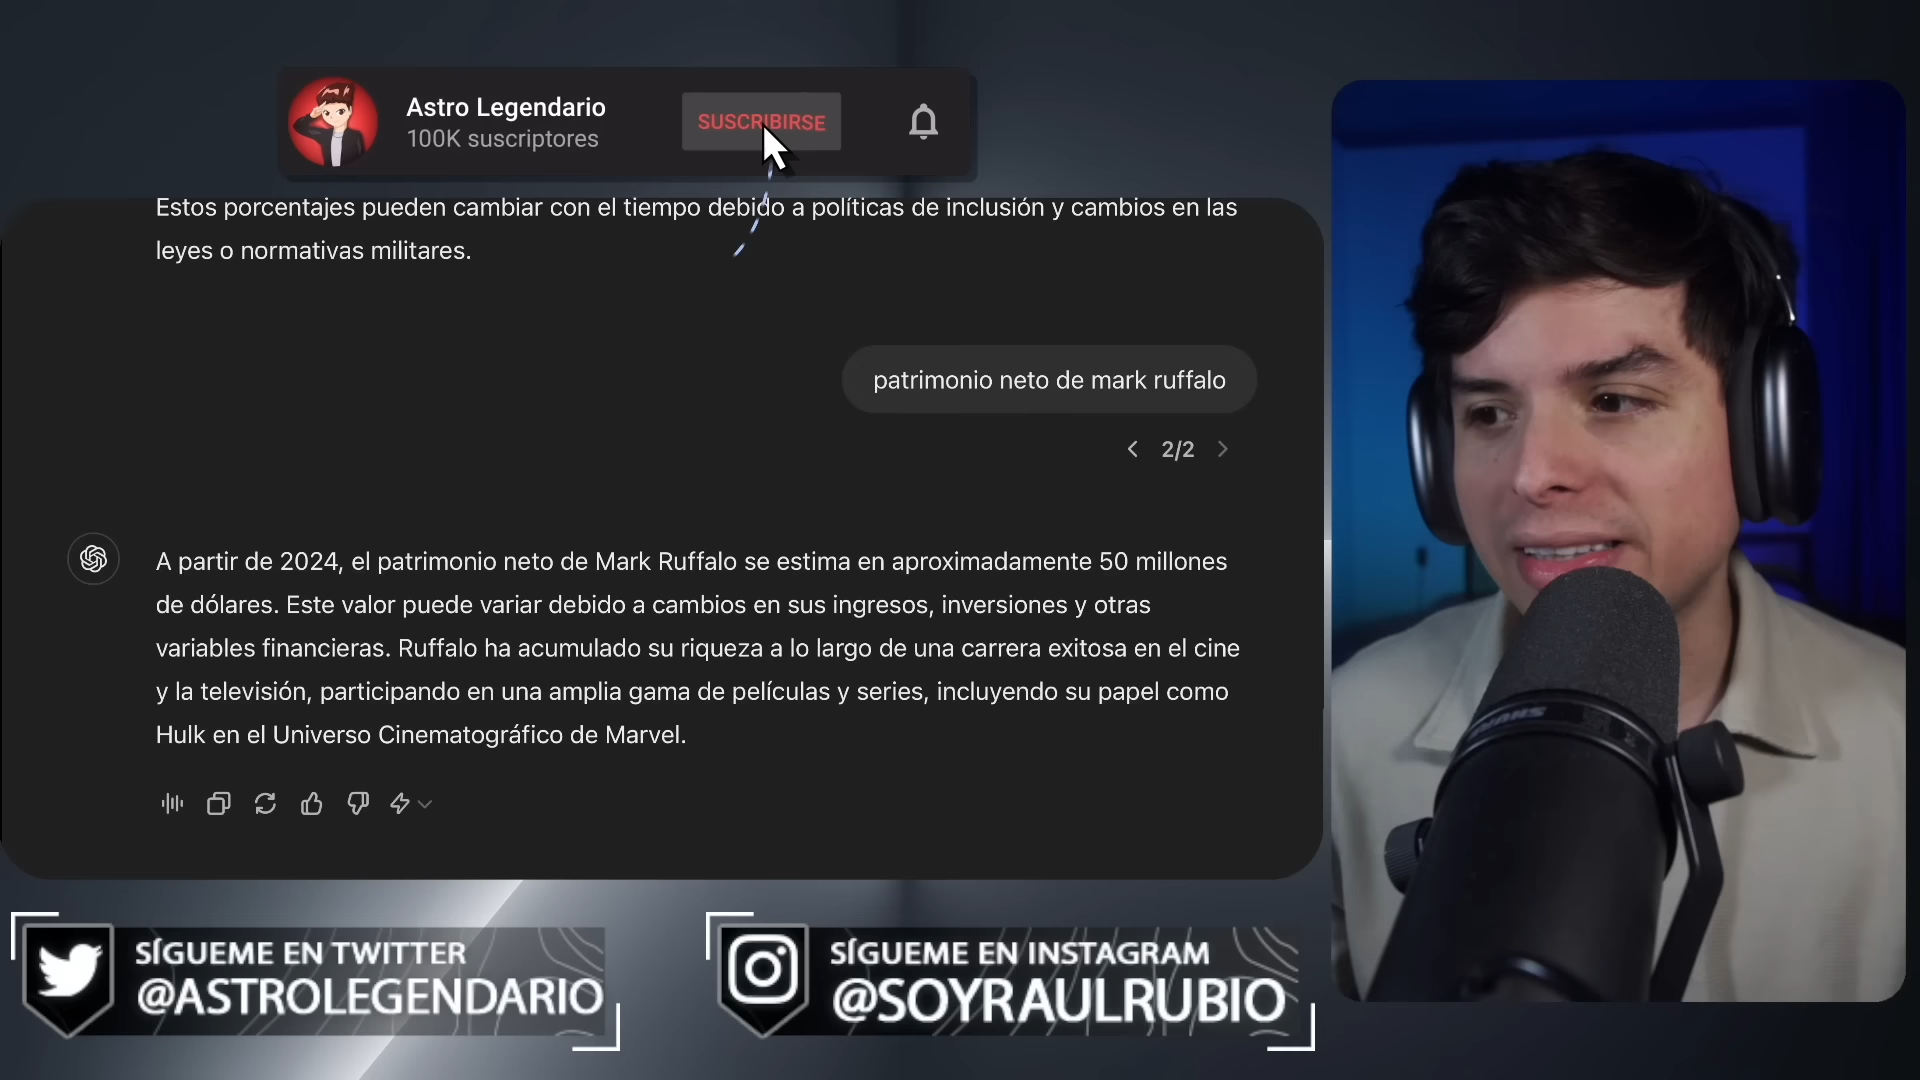 Astro Legendario
100K suscriptores
SUSCRIBIRSE
Estos porcentajes pueden cambiar con el tiempo debido a políticas de inclusión y cambios en las
leyes o normativas militares.
patrimonio neto de mark ruffalo
2/2
A partir de 2024, el patrimonio neto de Mark Ruffalo se estima en aproximadamente 50 millones
de dólares. Este valor puede variar debido a cambios en sus ingresos, inversiones y otras
variables financieras. Ruffalo ha acumulado su riqueza a lo largo de una carrera exitosa en el cine
y la televisión, participando en una amplia gama de películas y series, incluyendo su papel como
Hulk en el Universo Cinematográfico de Marvel.
SHURE
SÍGUEME EN TWITTER
@ASTROLEGENDARIO
SÍGUEME EN INSTAGRAM
@SOYRAULRUBIO